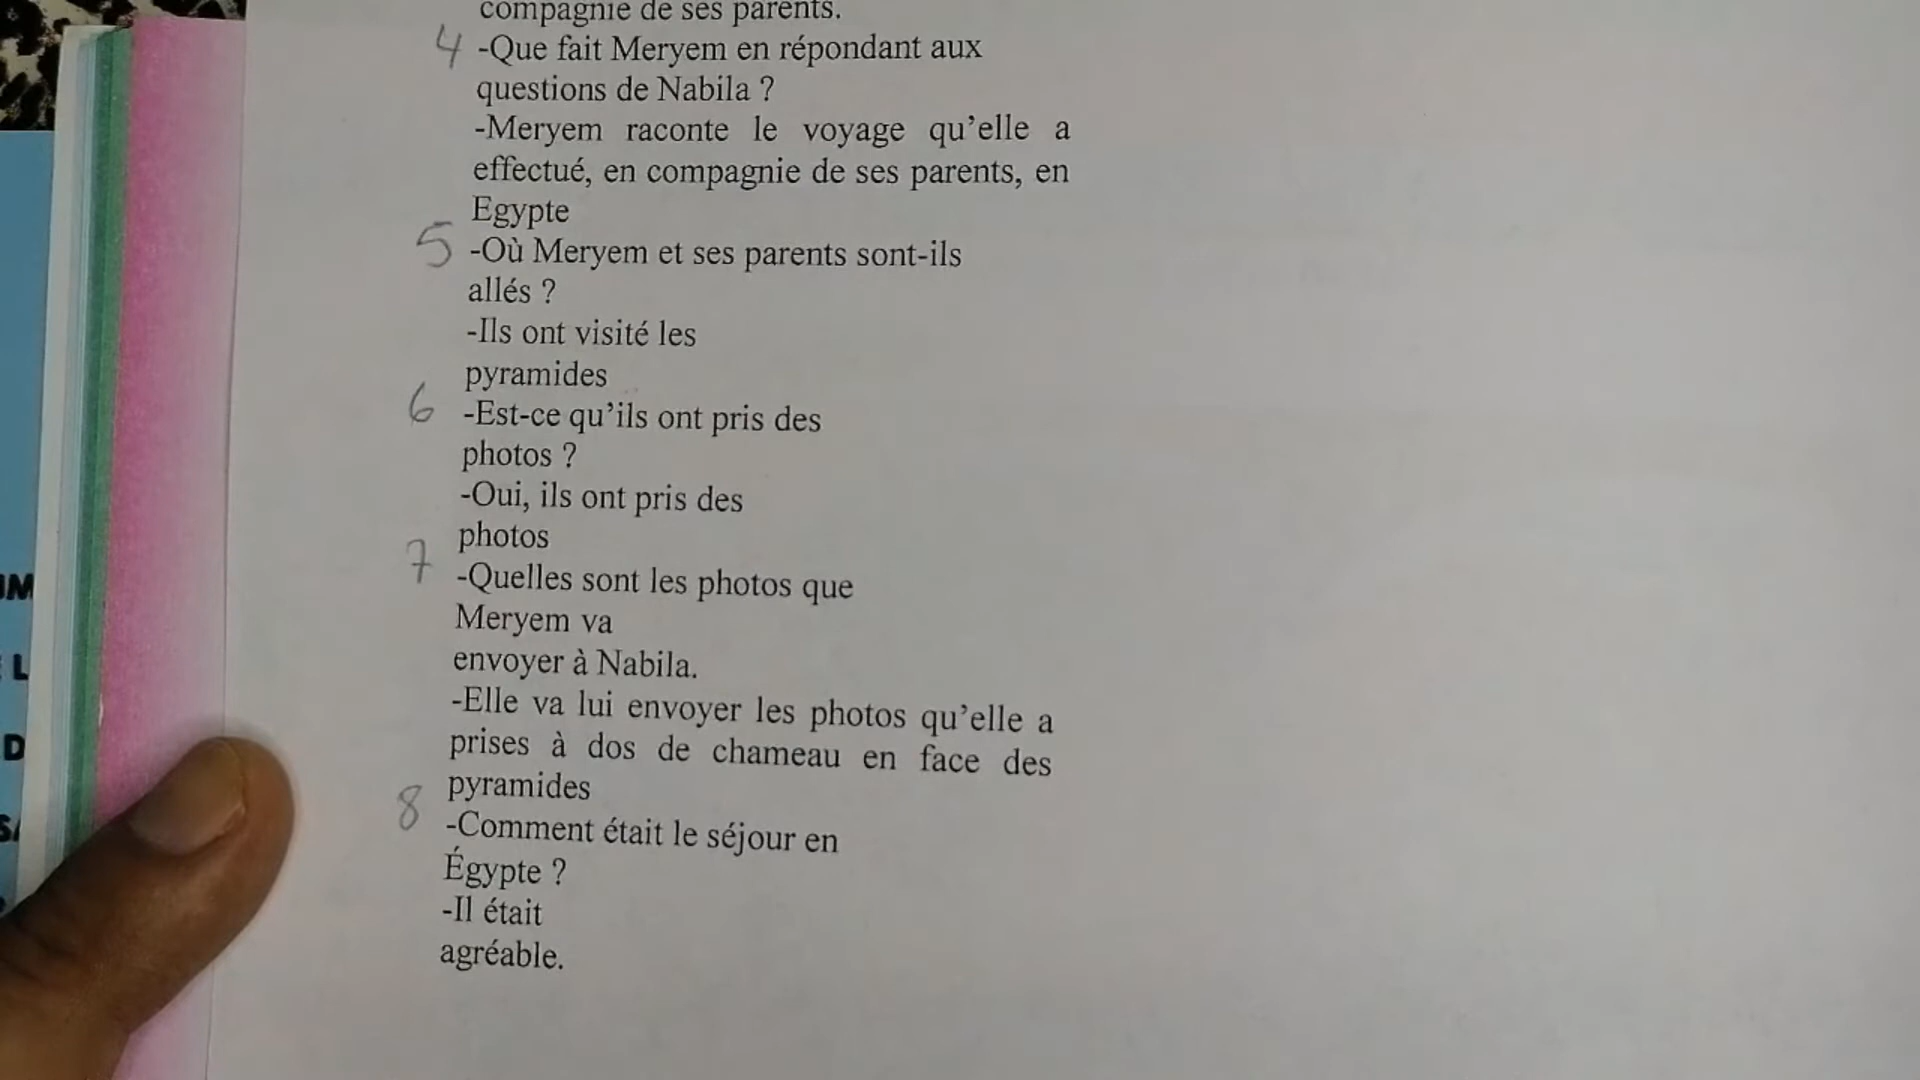 compagnie de ses parents.
4 -Que fait Meryem en répondant aux
questions de Nabila ?
-Meryem raconte le voyage qu’elle a
effectué, en compagnie de ses parents, en
Egypte
5 -Où Meryem et ses parents sont-ils
allés ?
-Ils ont visité les
pyramides
6 -Est-ce qu’ils ont pris des
photos ?
-Oui, ils ont pris des
photos
7 -Quelles sont les photos que
Meryem va
envoyer à Nabila.
-Elle va lui envoyer les photos qu’elle a
prises à dos de chameau en face des
pyramides
8 -Comment était le séjour en
Égypte ?
-Il était
agréable.
IM
L
D